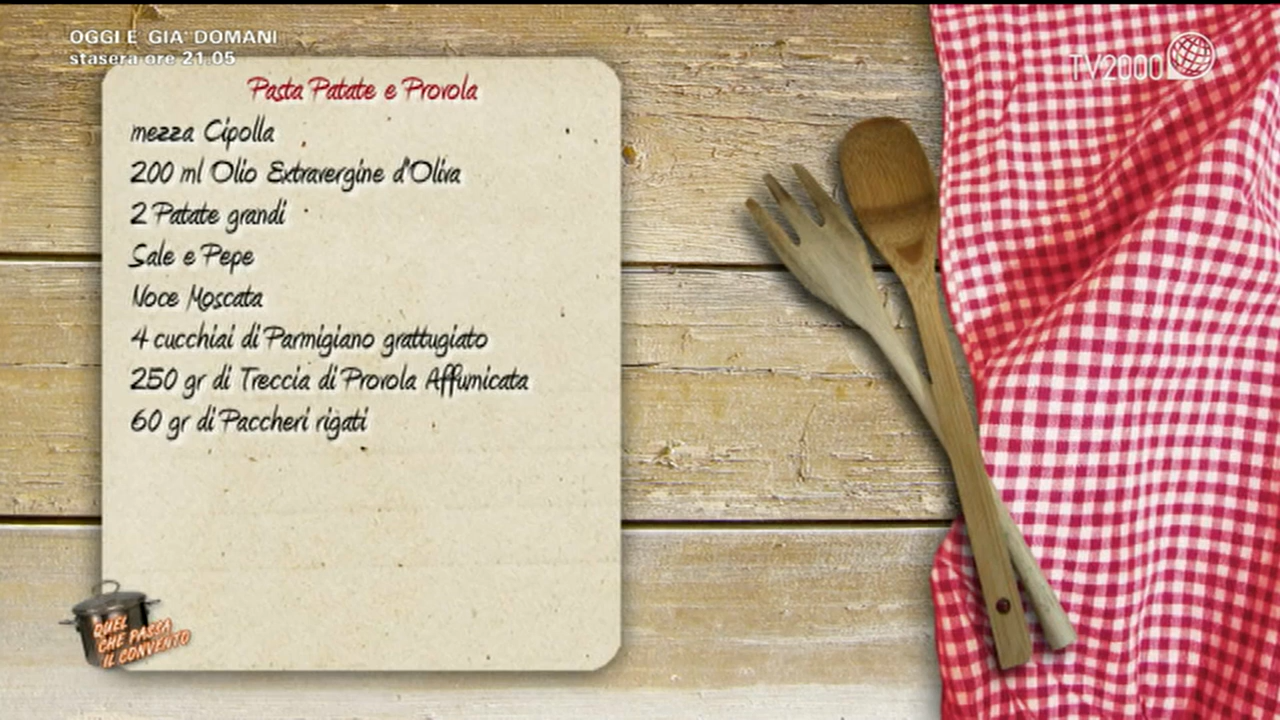 OGGI E' GIA' DOMANI
stasera ore 21.05
TV2000
Pasta Patate e Provola
mezza Cipolla
200 ml Olio Extravergine d'Oliva
2 Patate grandi
Sale e Pepe
Noce Moscata
4 cucchiai di Parmigiano grattugiato
250 gr di Treccia di Provola Affumicata
60 gr di Paccheri rigati
QUEL
CHE PASSA
IL CONVENTO